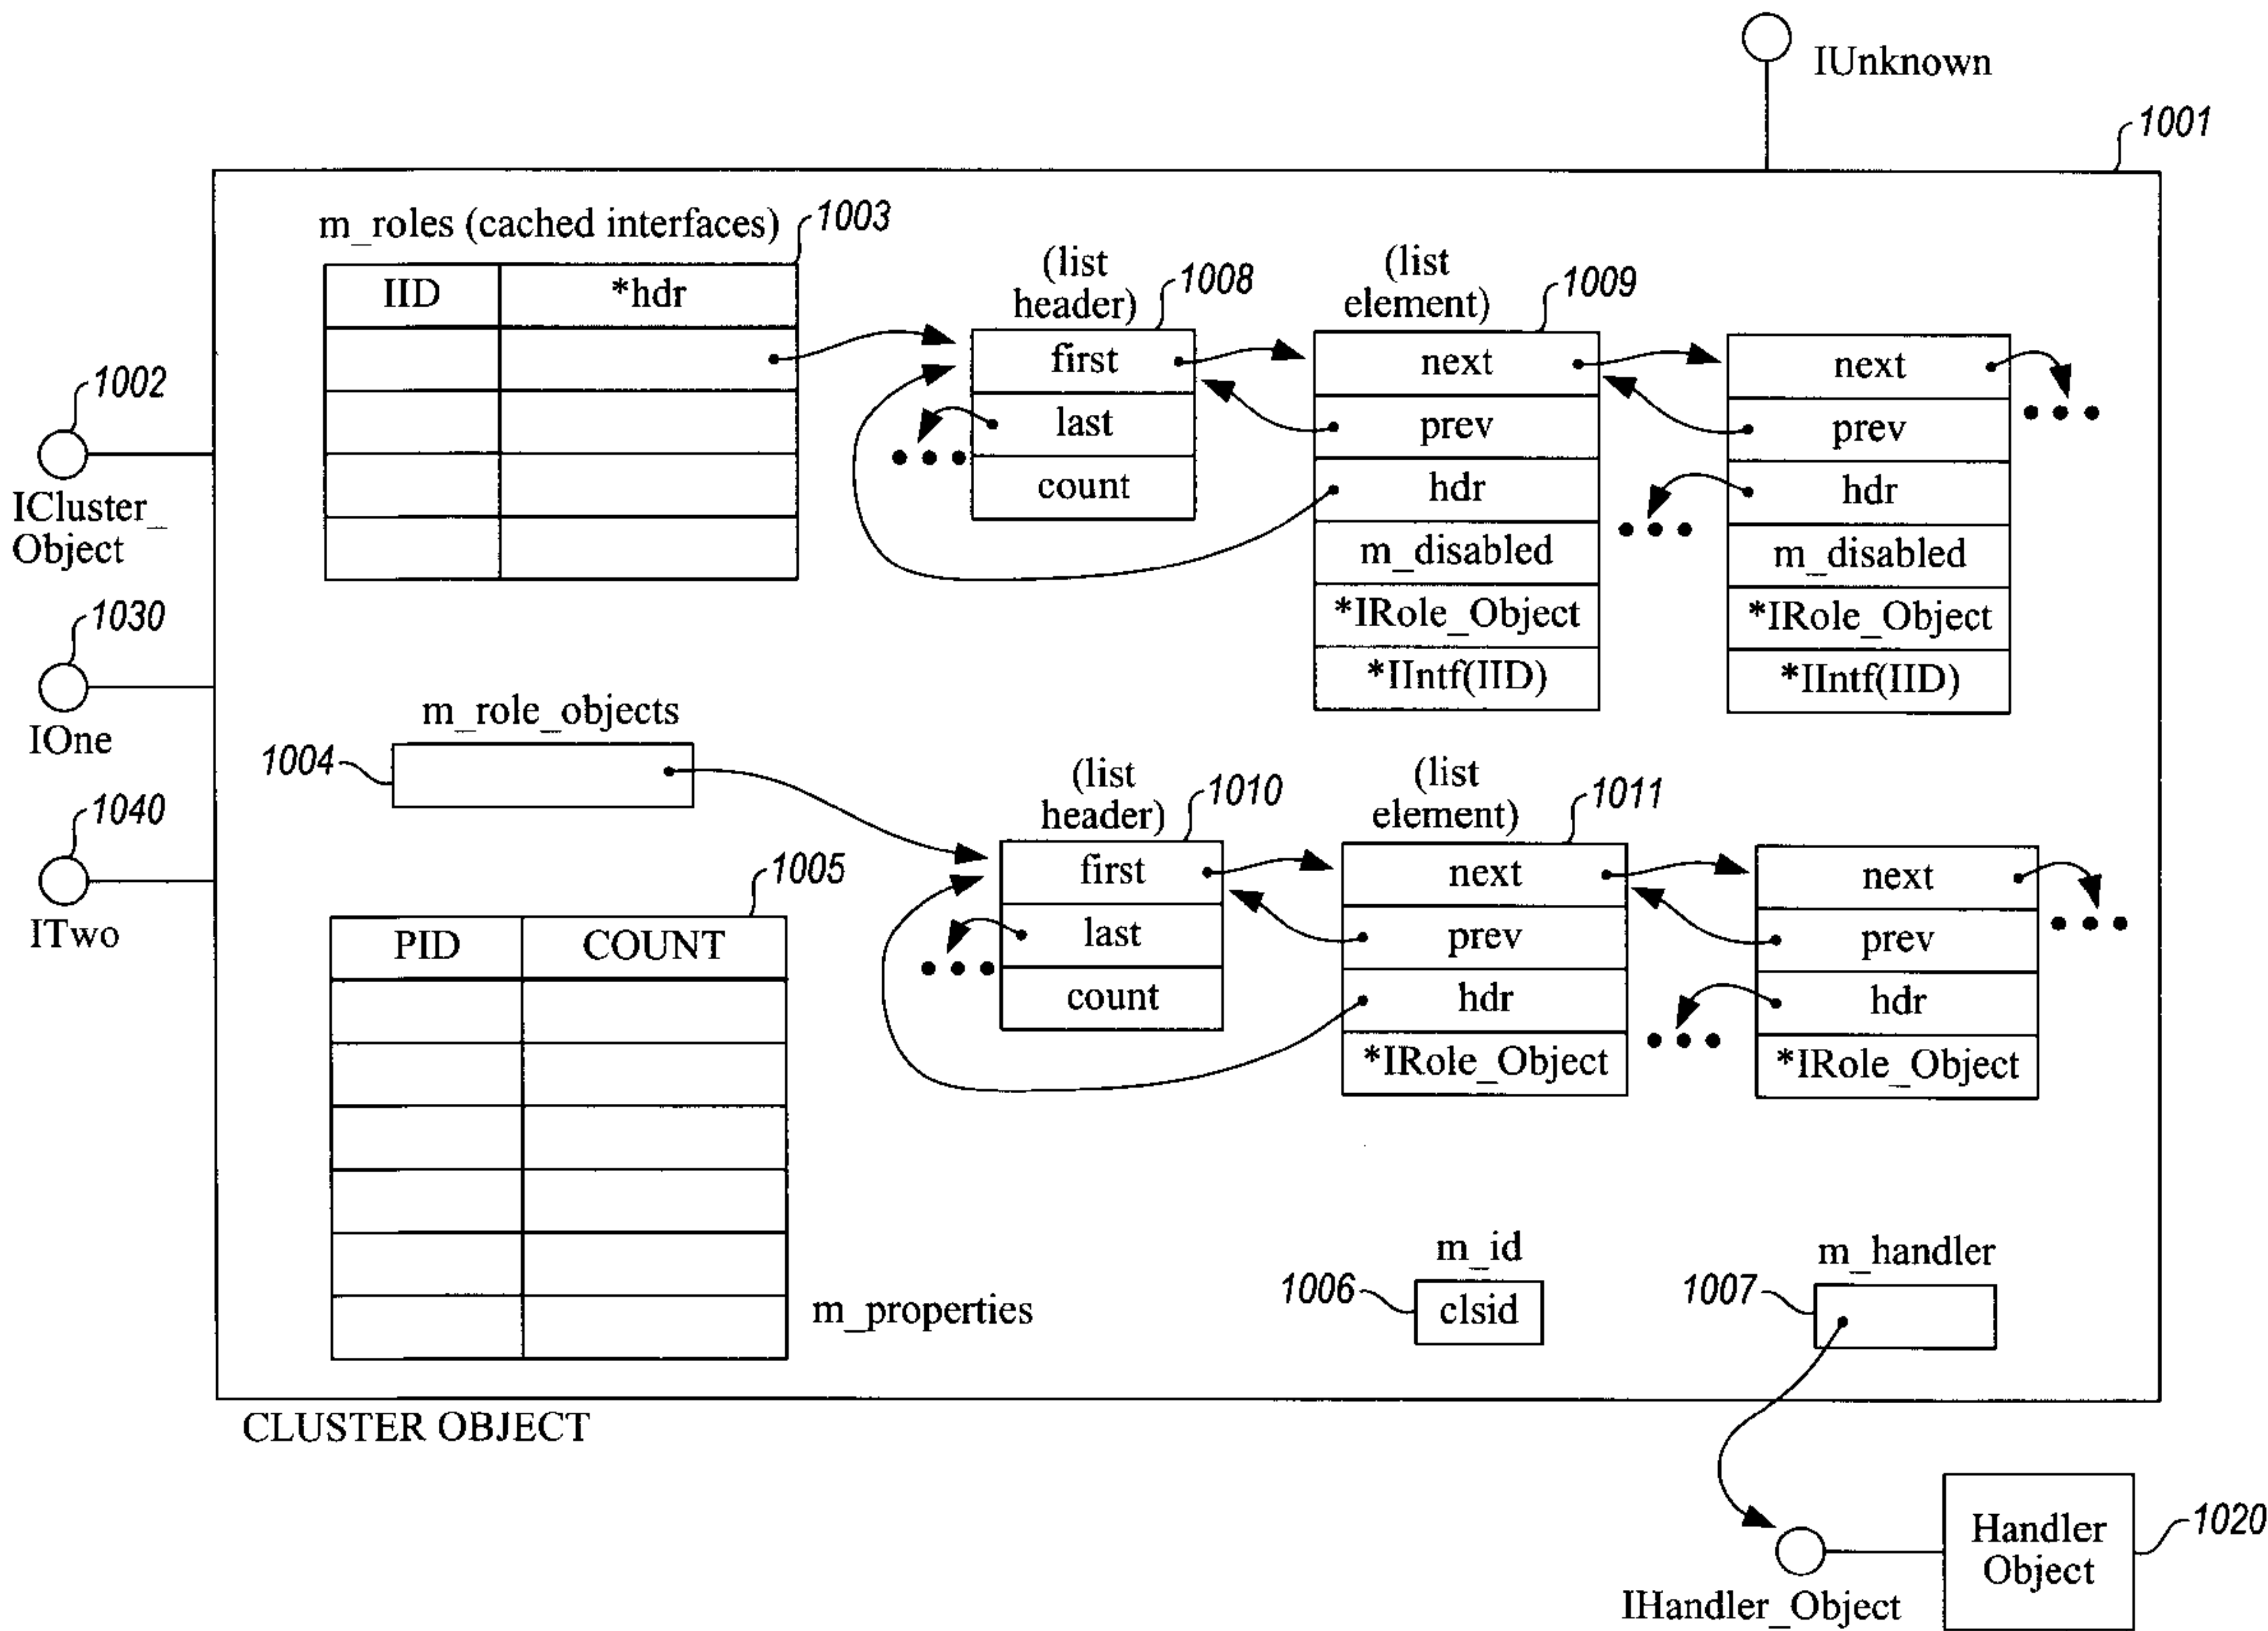 IUnknown
1001
m_roles (cached interfaces)
1003
IID
*hdr
(list
header)
1008
first
last
count
(list
element)
1009
next
prev
hdr
m_disabled
*IRole_Object
*IIntf(IID)
next
prev
hdr
m_disabled
*IRole_Object
*IIntf(IID)
1002
ICluster_
Object
1030
IOne
1040
ITwo
m_role_objects
1004
(list
header)
1010
first
last
count
(list
element)
1011
next
prev
hdr
*IRole_Object
next
prev
hdr
*IRole_Object
1005
PID
COUNT
m_properties
m_id
1006
clsid
m_handler
1007
CLUSTER OBJECT
Handler
Object
1020
IHandler_Object